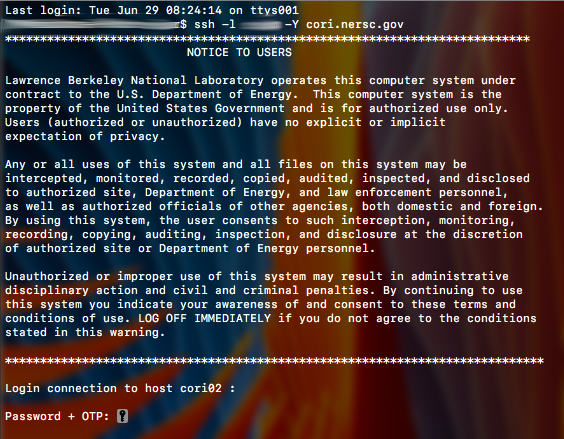 Last login: Tue Jun 29 08:24:14 on ttys001
$ ssh -l -Y cori.nersc.gov
***************************************************************************
NOTICE TO USERS
Lawrence Berkeley National Laboratory operates this computer system under
contract to the U.S. Department of Energy. This computer system is the
property of the United States Government and is for authorized use only.
Users (authorized or unauthorized) have no explicit or implicit
expectation of privacy.
Any or all uses of this system and all files on this system may be
intercepted, monitored, recorded, copied, audited, inspected, and disclosed
to authorized site, Department of Energy, and law enforcement personnel,
as well as authorized officials of other agencies, both domestic and foreign.
By using this system, the user consents to such interception, monitoring,
recording, copying, auditing, inspection, and disclosure at the discretion
of authorized site or Department of Energy personnel.
Unauthorized or improper use of this system may result in administrative
disciplinary action and civil and criminal penalties. By continuing to use
this system you indicate your awareness of and consent to these terms and
conditions of use. LOG OFF IMMEDIATELY if you do not agree to the conditions
stated in this warning.
*****************************************************************************
Login connection to host cori02 :
Password + OTP: